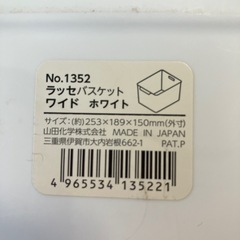 No.1352
ラッセバスケット
ワイド ホワイト
サイズ:(約)253×189×150mm(外寸)
山田化学株式会社 MADE IN JAPAN
三重県伊賀市大内岩根662-1 PAT.P
4 965534 135221